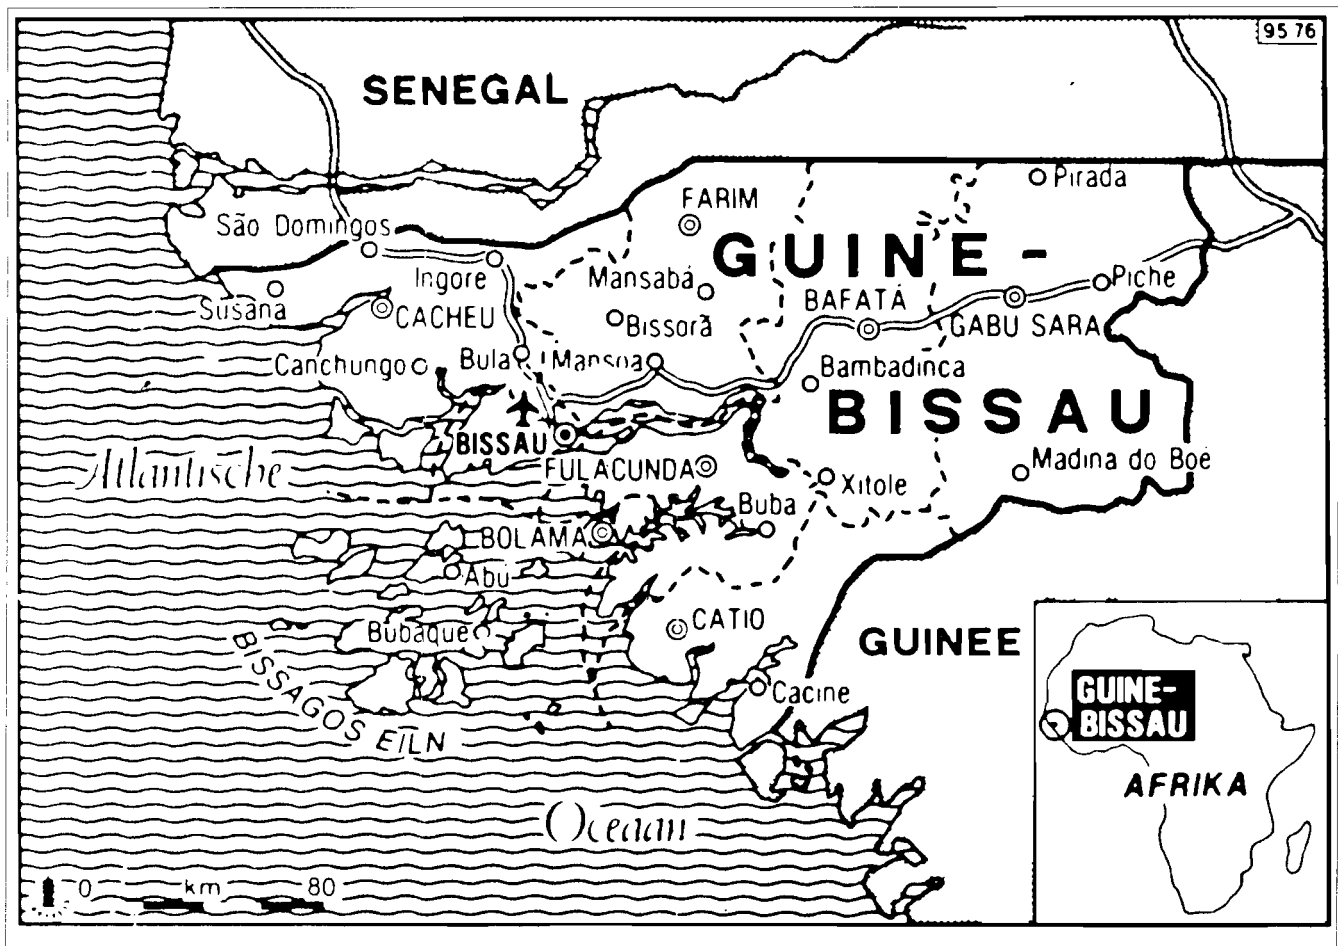 95 76
SENEGAL
Pirada
FARIM
São Domingos
GUINE-
Ingore
Mansabá
Piche
Susana
CACHEU
Bissorã
BAFATÁ
GABU SARA
Canchungo
Bula
Mansoa
Bambadinca
BISSAU
BISSAU
Atlantische
FULACUNDA
Xitole
Madina do Boé
Buba
BOLAMA
Abu
Bubaque
CATIO
GUINEE
BISSAGOS EILN
Cacine
GUINE-
BISSAU
AFRIKA
Oceaan
0 km 80